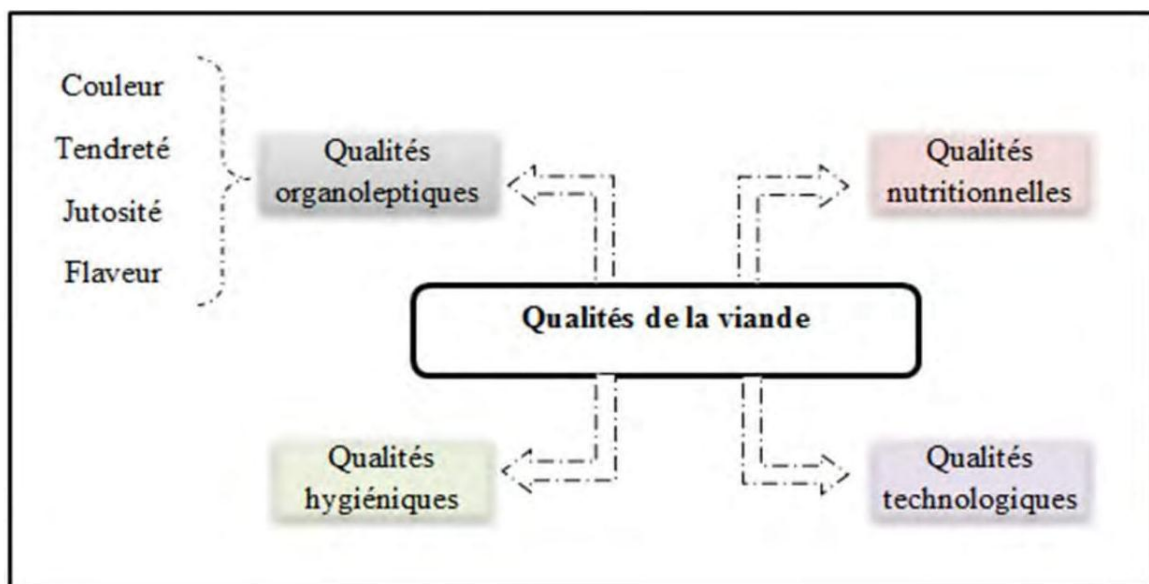 Couleur
Tendreté
Jutosité
Flaveur
Qualités
organoleptiques
Qualités
nutritionnelles
Qualités de la viande
Qualités
hygiéniques
Qualités
technologiques